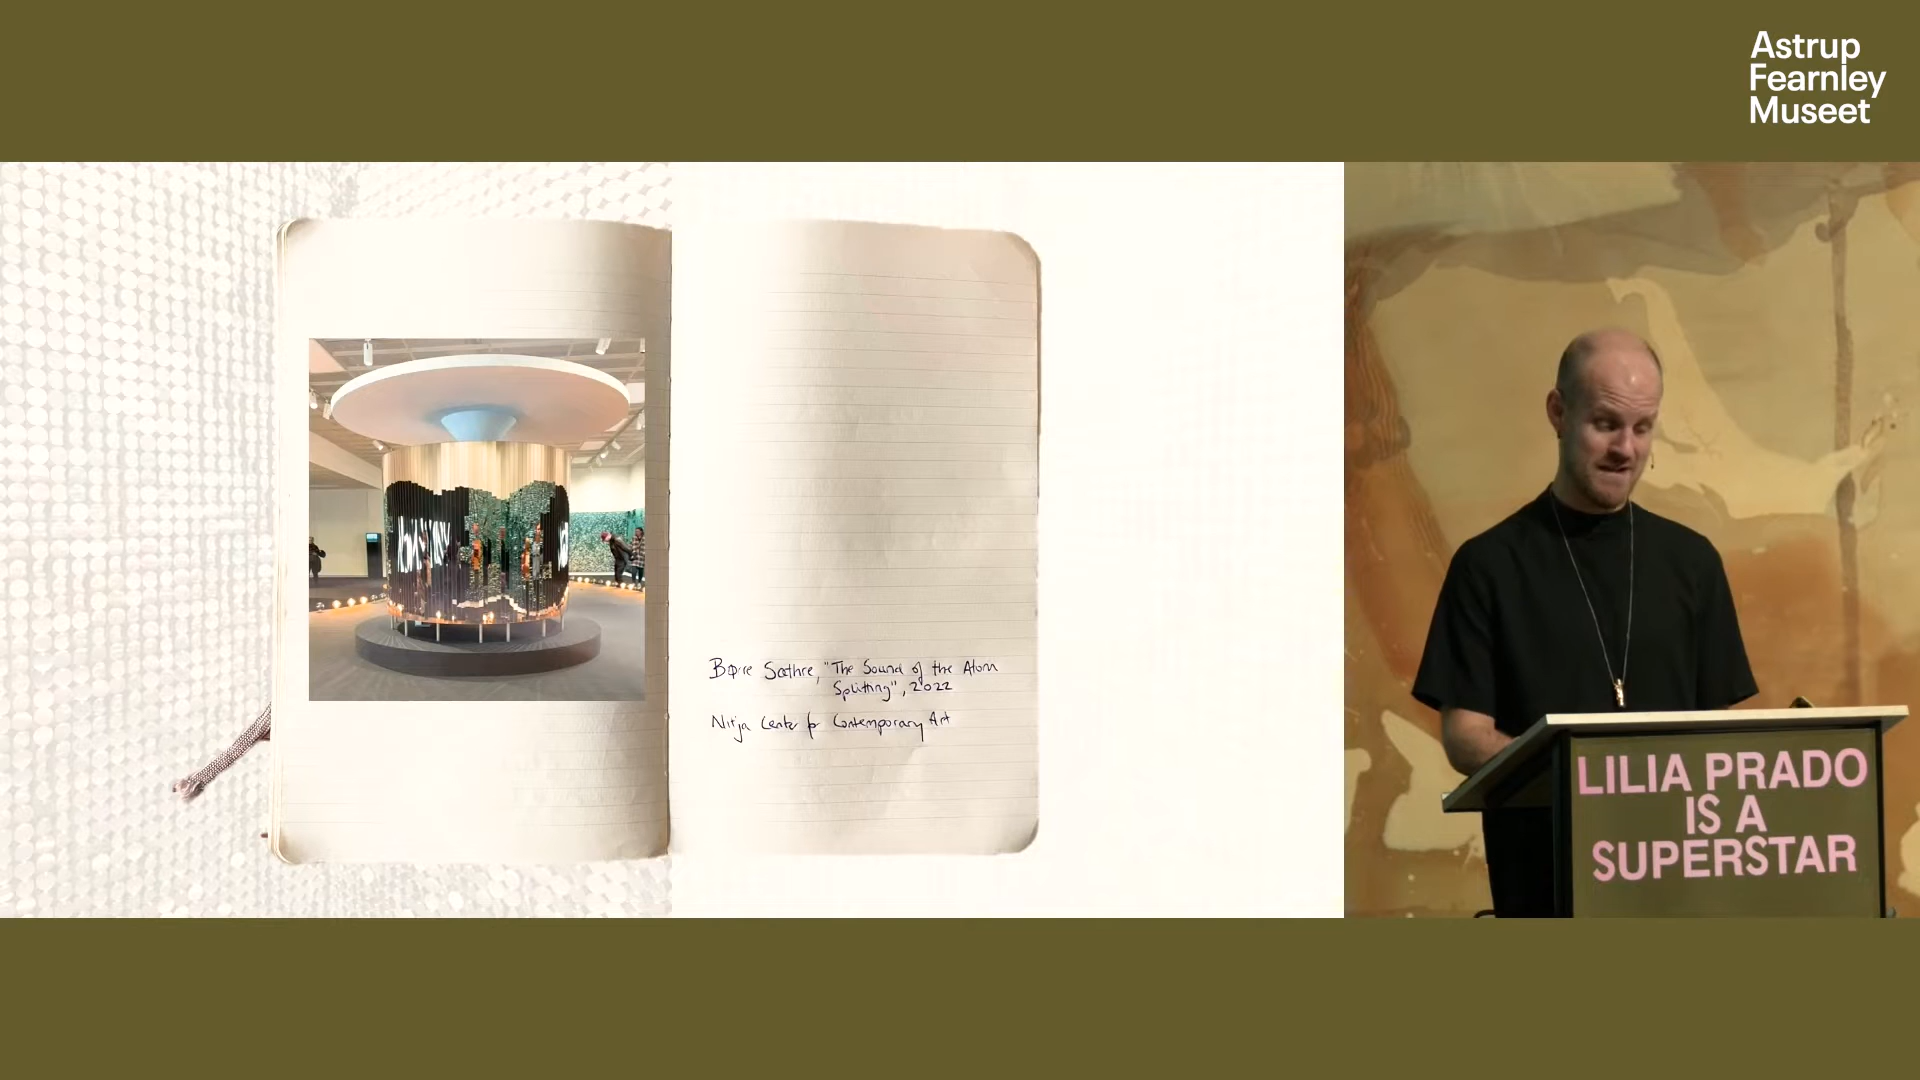 Astrup
Fearnley
Museet
Børre Sæthre, "The Sound of the Atom
Splitting", 2022
Nitja Center for Contemporary Art
LILIA PRADO
IS A
SUPERSTAR